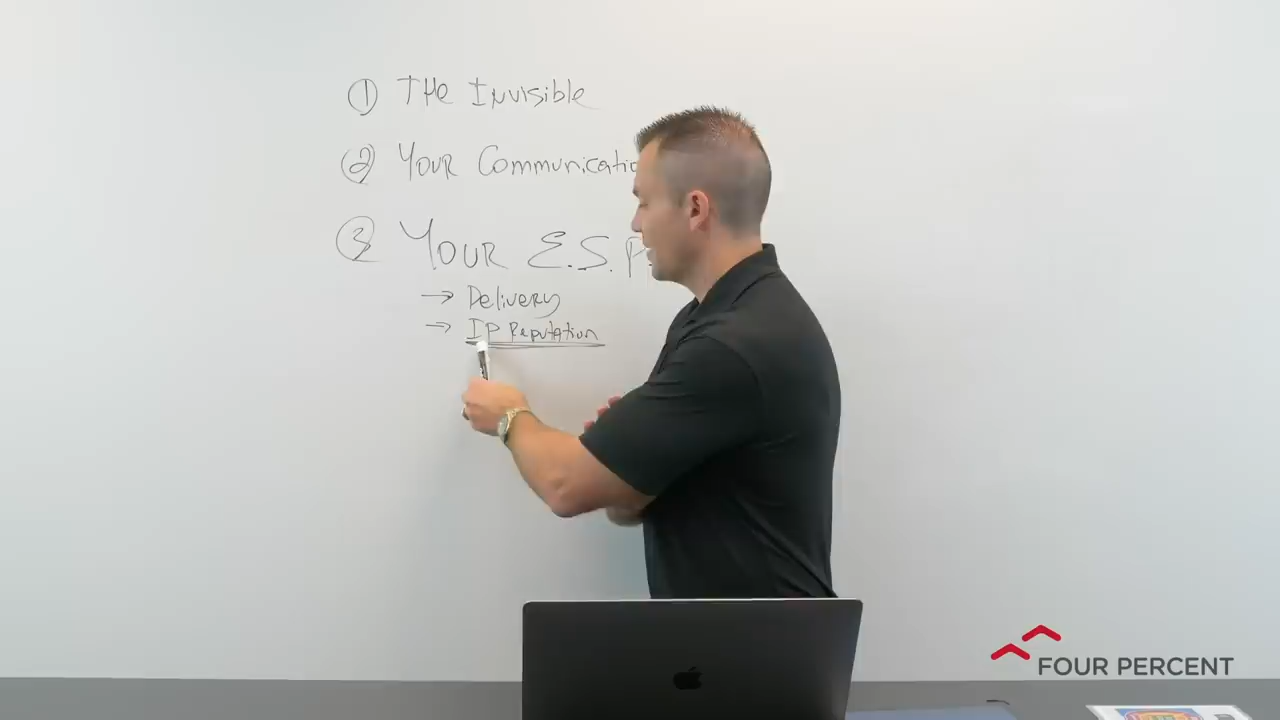 ① THe Invisible
② Your Communicatio
③ Your E.S.P.
→ Delivery
→ IP Reputation
FOUR PERCENT